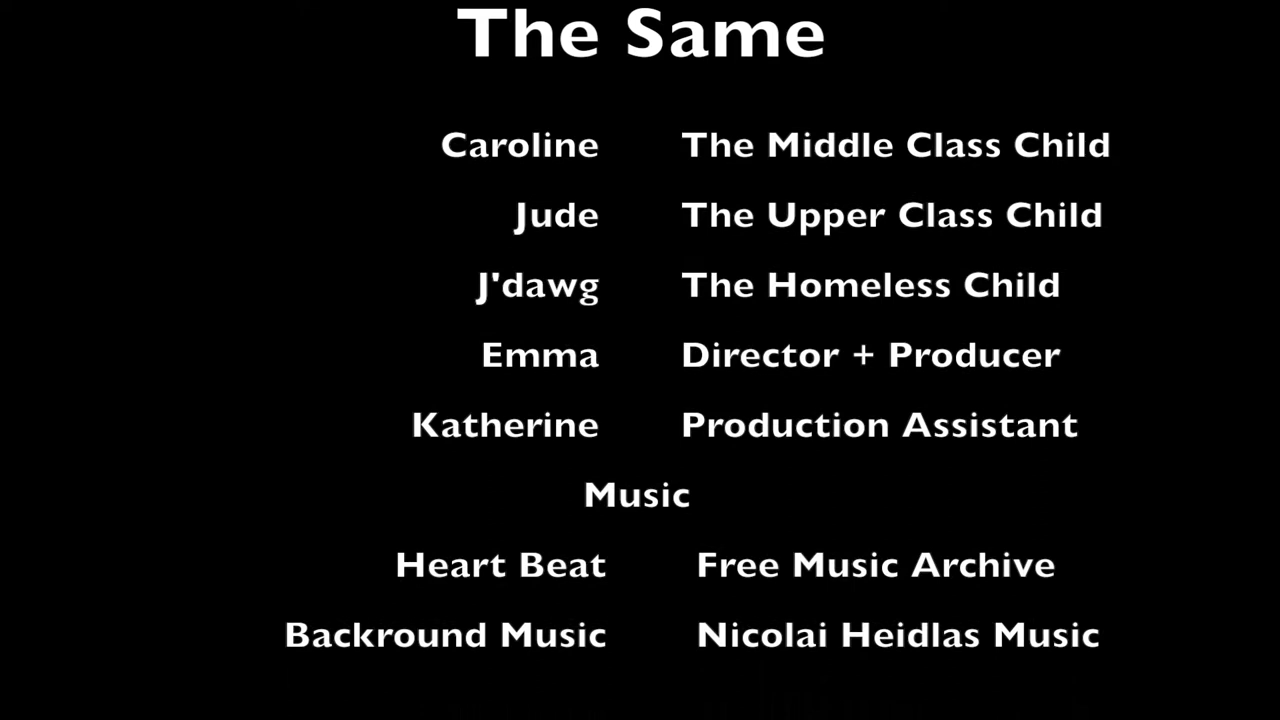 The Same
Caroline The Middle Class Child
Jude The Upper Class Child
J'dawg The Homeless Child
Emma Director + Producer
Katherine Production Assistant
Music
Heart Beat Free Music Archive
Backround Music Nicolai Heidlas Music